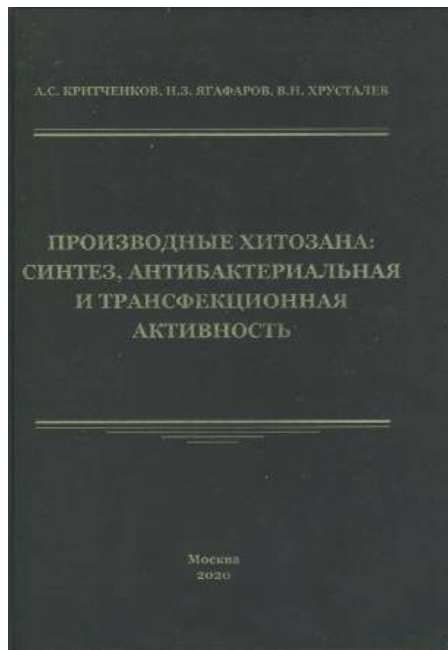 А.С. КРИТЧЕНКОВ, Н.З. ЯГАФАРОВ, В.Н. ХРУСТАЛЕВ
ПРОИЗВОДНЫЕ ХИТОЗАНА:
СИНТЕЗ, АНТИБАКТЕРИАЛЬНАЯ
И ТРАНСФЕКЦИОННАЯ
АКТИВНОСТЬ
Москва
2020